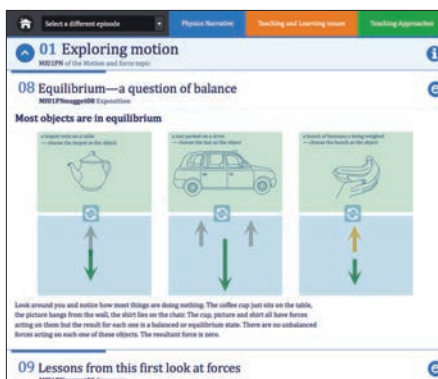 Select a different episode
Physics Narrative
Teaching and Learning issues
Teaching Approaches
01 Exploring motion
Mf01PN of the Motion and force topic
08 Equilibrium—a question of balance
Mf01PNnugget08 Exposition
Most objects are in equilibrium
a teapot rests on a table
— choose the teapot as the object
a taxi parked on a drive
— choose the taxi as the object
a bunch of bananas s being weighed
— choose the bunch as the object
Look around you and notice how most things are doing nothing. The coffee cup just sits on the table,
the picture hangs from the wall, the shirt lies on the chair. The cup, picture and shirt all have forces
acting on them but the result for each one is a balanced or equilibrium state. There are no unbalanced
forces acting on each one of these objects. The resultant force is zero.
09 Lessons from this first look at forces